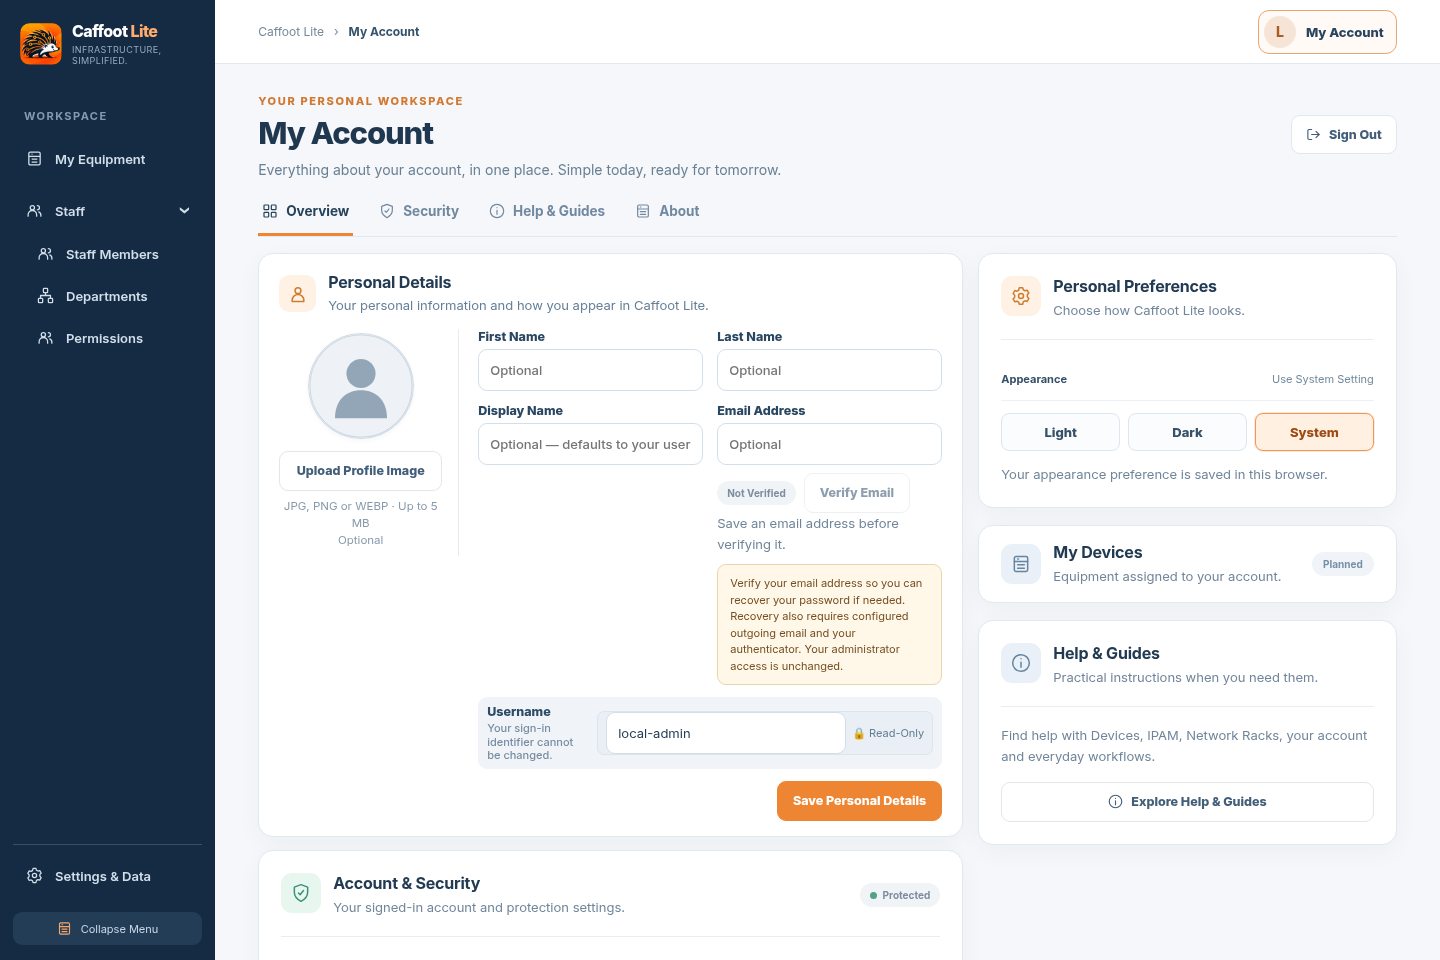 Caffoot Lite
INFRASTRUCTURE,
SIMPLIFIED.
WORKSPACE
My Equipment
Staff
Staff Members
Departments
Permissions
Settings & Data
Collapse Menu
Caffoot Lite › My Account
L My Account
YOUR PERSONAL WORKSPACE
My Account
Everything about your account, in one place. Simple today, ready for tomorrow.
Sign Out
Overview Security Help & Guides About
Personal Details
Your personal information and how you appear in Caffoot Lite.
Upload Profile Image
JPG, PNG or WEBP · Up to 5
MB
Optional
First Name
Optional
Last Name
Optional
Display Name
Optional — defaults to your user
Email Address
Optional
Not Verified Verify Email
Save an email address before
verifying it.
Verify your email address so you can
recover your password if needed.
Recovery also requires configured
outgoing email and your
authenticator. Your administrator
access is unchanged.
Username
Your sign-in
identifier cannot
be changed.
local-admin
🔒 Read-Only
Save Personal Details
Account & Security
Your signed-in account and protection settings.
Protected
Personal Preferences
Choose how Caffoot Lite looks.
Appearance Use System Setting
Light Dark System
Your appearance preference is saved in this browser.
My Devices
Equipment assigned to your account.
Planned
Help & Guides
Practical instructions when you need them.
Find help with Devices, IPAM, Network Racks, your account
and everyday workflows.
Explore Help & Guides